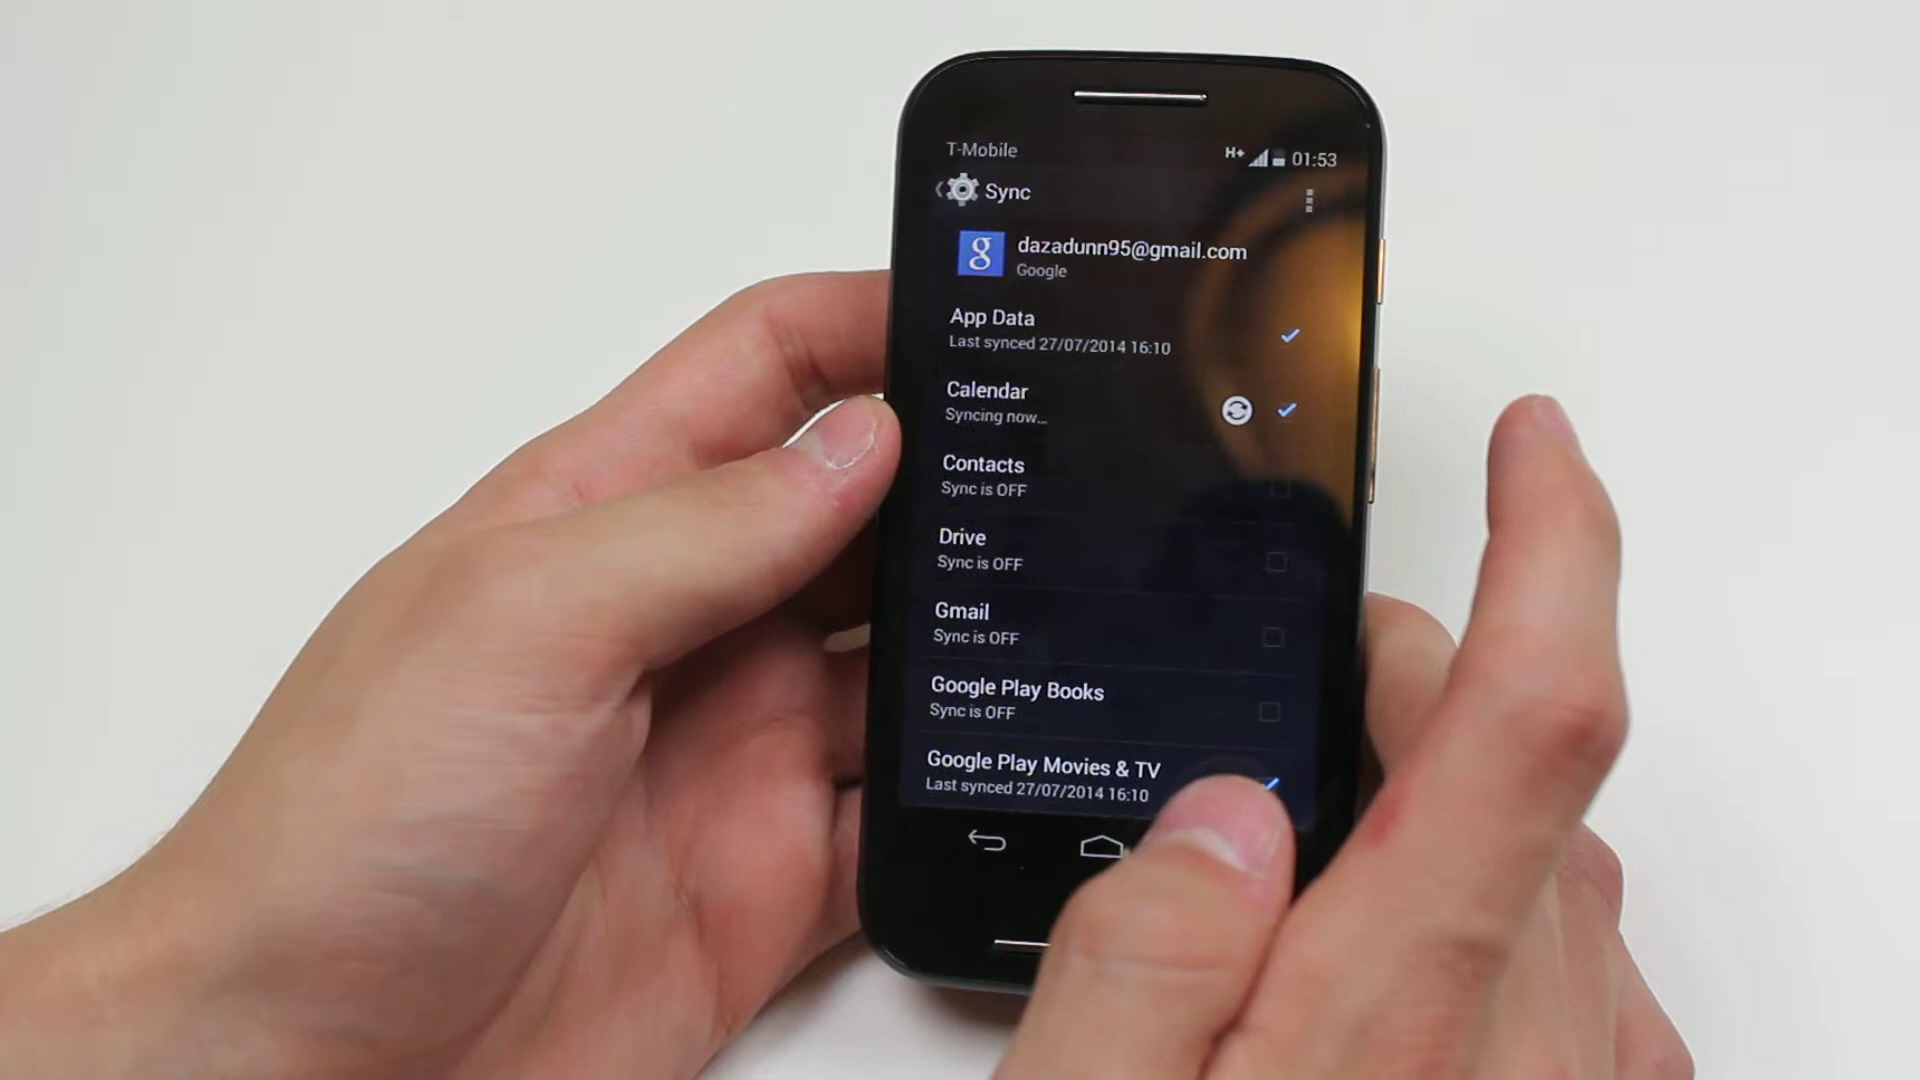 T-Mobile
H+ 01:53
Sync
g
dazadunn95@gmail.com
Google
App Data
Last synced 27/07/2014 16:10
Calendar
Syncing now...
Contacts
Sync is OFF
Drive
Sync is OFF
Gmail
Sync is OFF
Google Play Books
Sync is OFF
Google Play Movies & TV
Last synced 27/07/2014 16:10